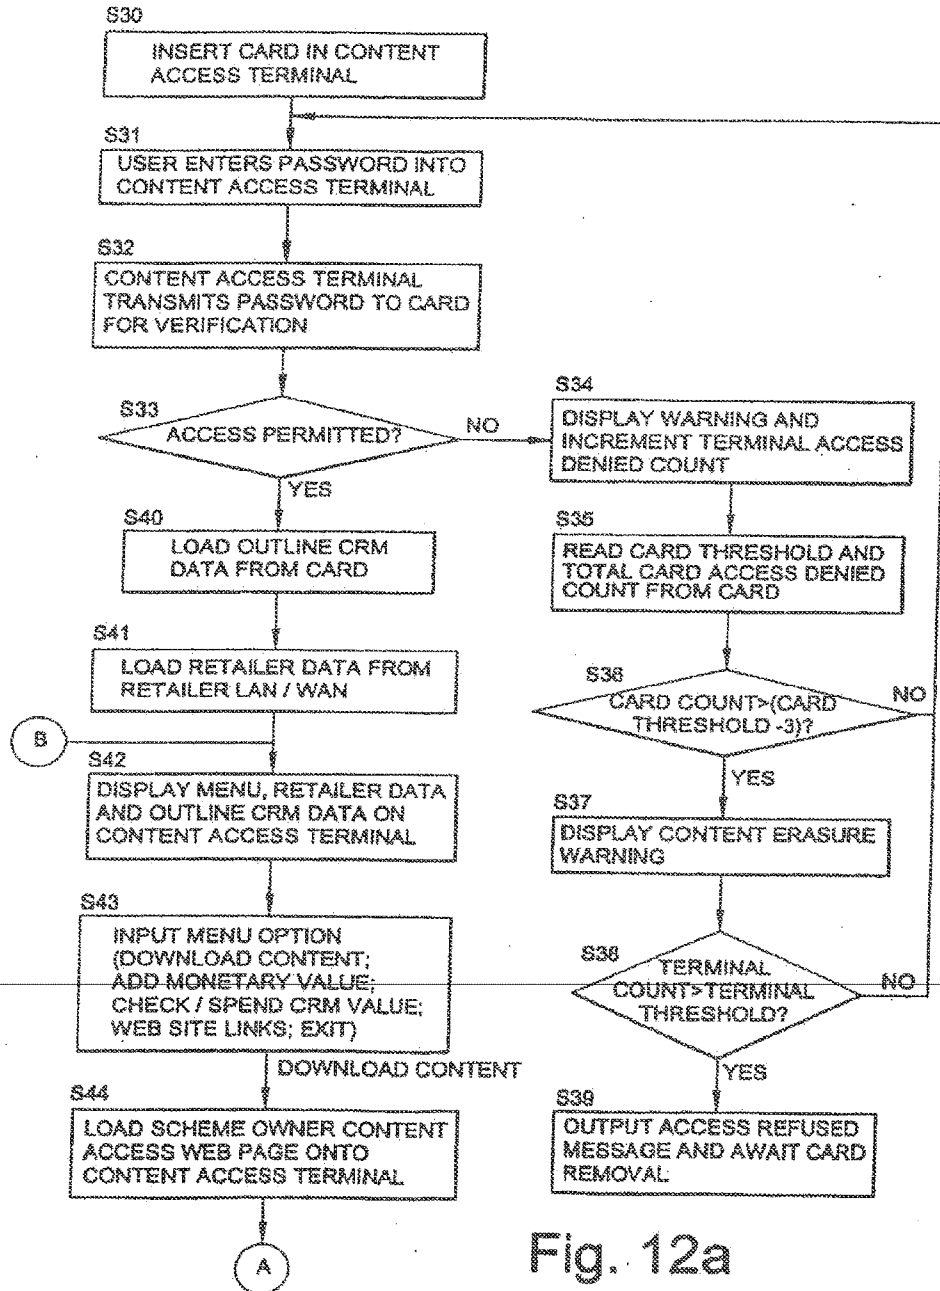 S30
INSERT CARD IN CONTENT
ACCESS TERMINAL
S31
USER ENTERS PASSWORD INTO
CONTENT ACCESS TERMINAL
S32
CONTENT ACCESS TERMINAL
TRANSMITS PASSWORD TO CARD
FOR VERIFICATION
S33
ACCESS PERMITTED?
NO
YES
S34
DISPLAY WARNING AND
INCREMENT TERMINAL ACCESS
DENIED COUNT
S35
READ CARD THRESHOLD AND
TOTAL CARD ACCESS DENIED
COUNT FROM CARD
S36
CARD COUNT>(CARD
THRESHOLD -3)?
NO
YES
S37
DISPLAY CONTENT ERASURE
WARNING
S38
TERMINAL
COUNT>TERMINAL
THRESHOLD?
NO
YES
S39
OUTPUT ACCESS REFUSED
MESSAGE AND AWAIT CARD
REMOVAL
S40
LOAD OUTLINE CRM
DATA FROM CARD
S41
LOAD RETAILER DATA FROM
RETAILER LAN / WAN
B
S42
DISPLAY MENU, RETAILER DATA
AND OUTLINE CRM DATA ON
CONTENT ACCESS TERMINAL
S43
INPUT MENU OPTION
(DOWNLOAD CONTENT;
ADD MONETARY VALUE;
CHECK / SPEND CRM VALUE;
WEB SITE LINKS; EXIT)
DOWNLOAD CONTENT
S44
LOAD SCHEME OWNER CONTENT
ACCESS WEB PAGE ONTO
CONTENT ACCESS TERMINAL
A
Fig. 12a